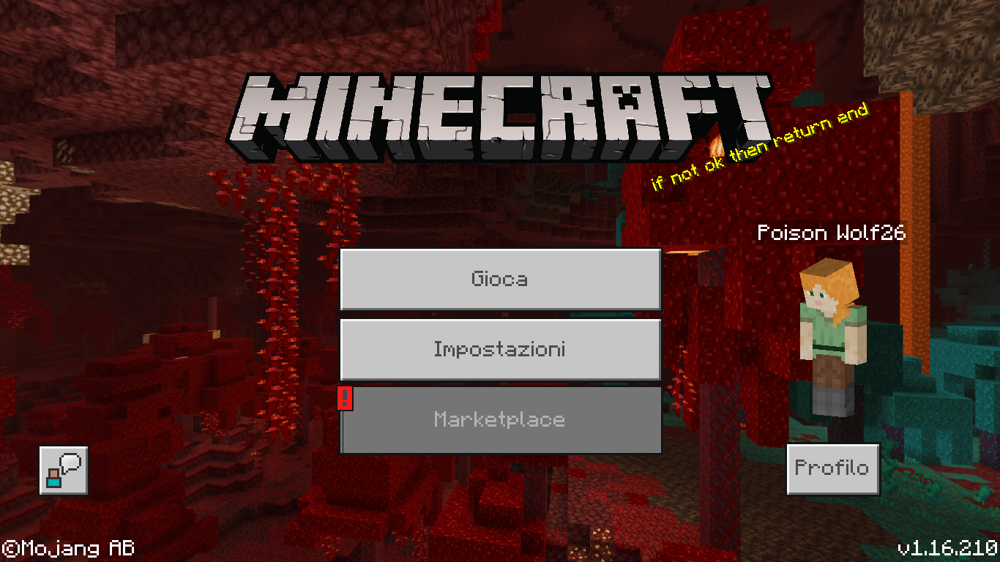 MINECRAFT
if not ok then return end
Poison Wolf26
Gioca
Impostazioni
!
Marketplace
Profilo
©Mojang AB
v1.16.210